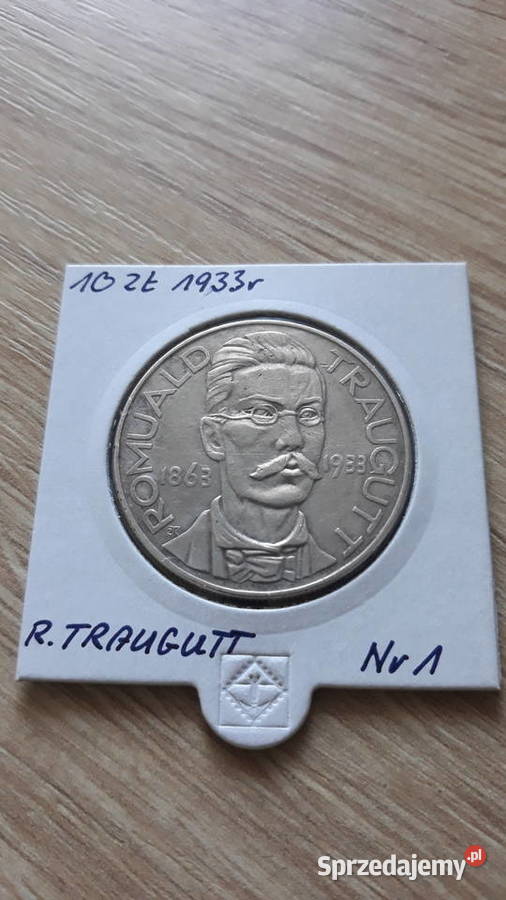 10 zł 1933r
ROMUALD TRAUGUTT
1863 1933
R. TRAUGUTT
Nr 1
Sprzedajemy.pl